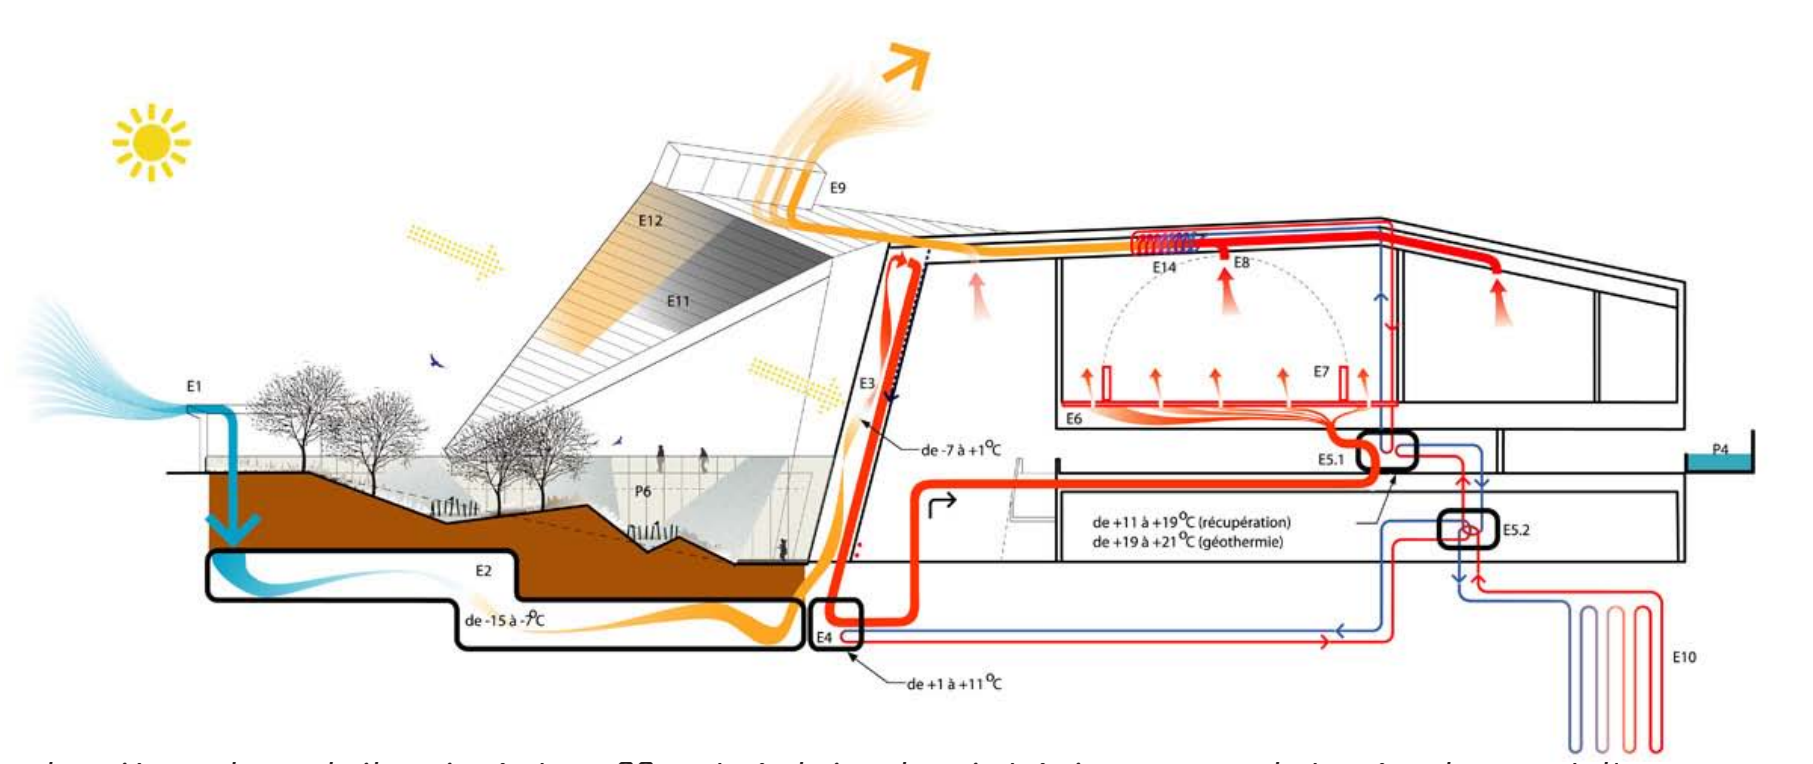 E9
E12
E11
E14
E8
E1
E3
E7
E6
de -7 à +1°C
E5.1
P4
P6
de +11 à +19°C (récupération)
de +19 à +21°C (géothermie)
E5.2
E2
de -15 à -7°C
E4
E10
de +1 à +11°C